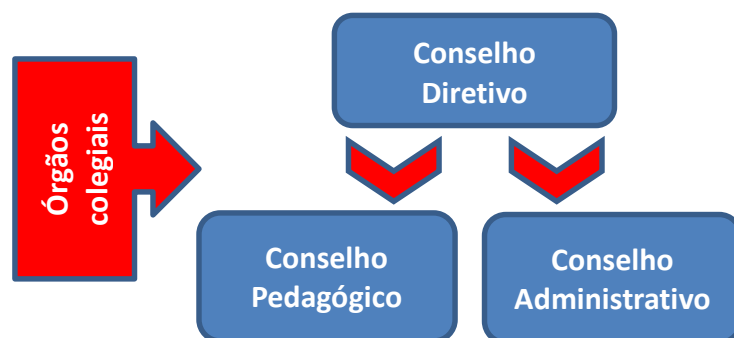 Órgãos
colegiais
Conselho
Diretivo
Conselho
Pedagógico
Conselho
Administrativo